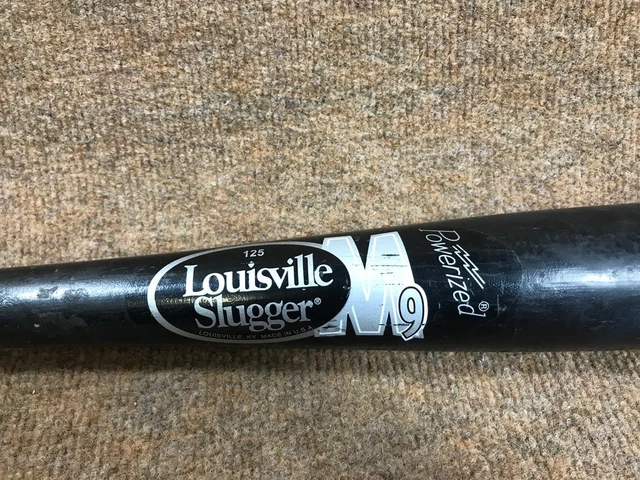 125
Louisville
Slugger®
LOUISVILLE, KY. MADE IN U.S.A.
M9
Powerized®